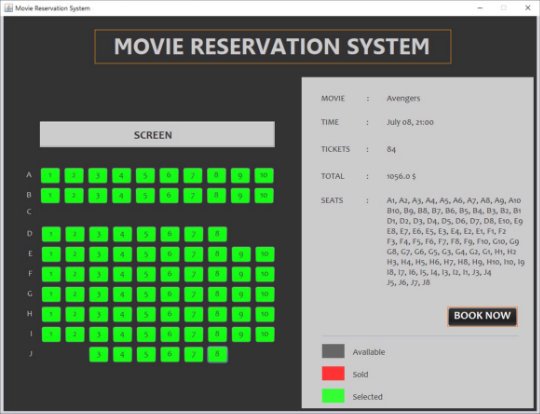 Movie Reservation System
MOVIE RESERVATION SYSTEM
SCREEN
A 1 2 3 4 5 6 7 8 9 10
B 1 2 3 4 5 6 7 8 9 10
C
D 1 2 3 4 5 6 7 8
E 1 2 3 4 5 6 7 8 9 10
F 1 2 3 4 5 6 7 8 9 10
G 1 2 3 4 5 6 7 8 9 10
H 1 2 3 4 5 6 7 8 9 10
I 1 2 3 4 5 6 7 8 9 10
J 3 4 5 6 7 8
MOVIE : Avengers
TIME : July 08, 21:00
TICKETS : 84
TOTAL : 1056.0 $
SEATS : A1, A2, A3, A4, A5, A6, A7, A8, A9, A10
B10, B9, B8, B7, B6, B5, B4, B3, B2, B1
D1, D2, D3, D4, D5, D6, D7, D8, E10, E9
E8, E7, E6, E5, E3, E4, E2, E1, F1, F2
F3, F4, F5, F6, F7, F8, F9, F10, G10, G9
G8, G7, G6, G5, G3, G4, G2, G1, H1, H2
H3, H4, H5, H6, H7, H8, H9, H10, I10, I9
I8, I7, I6, I5, I4, I3, I2, I1, J3, J4
J5, J6, J7, J8
BOOK NOW
Available
Sold
Selected